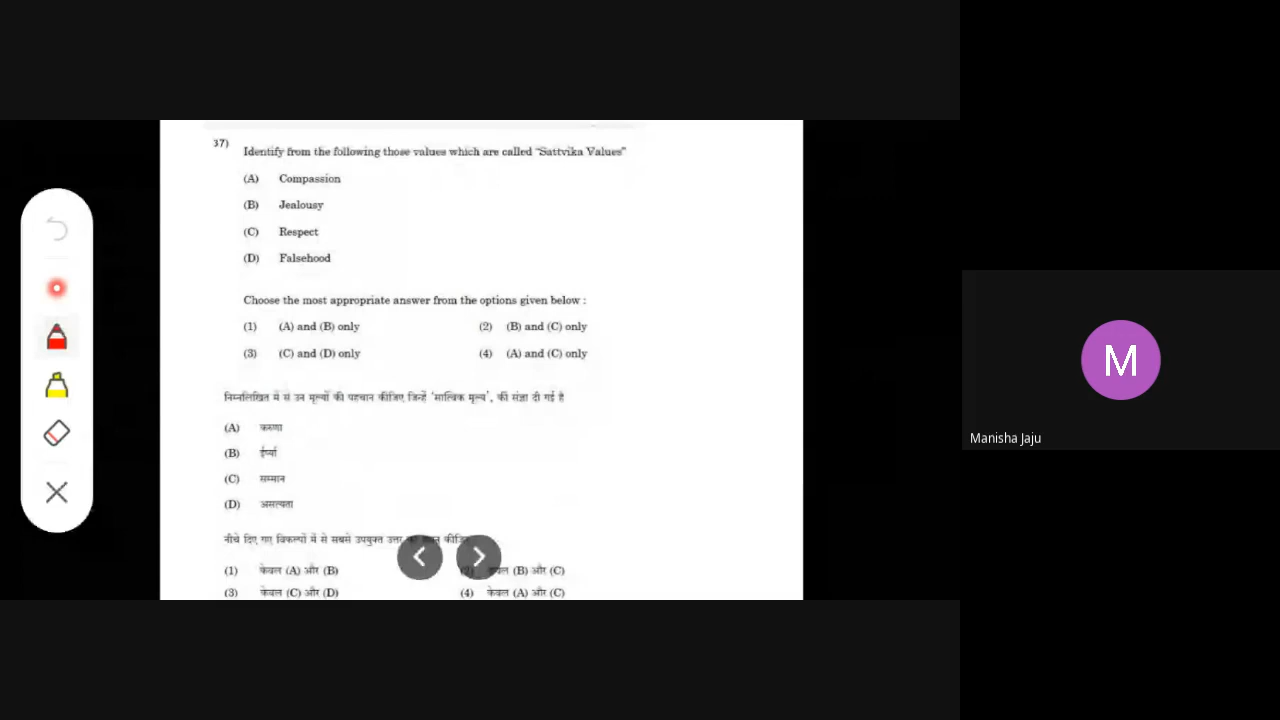 37)
Identify from the following those values which are called "Sattvika Values"
(A) Compassion
(B) Jealousy
(C) Respect
(D) Falsehood
Choose the most appropriate answer from the options given below :
(1) (A) and (B) only (2) (B) and (C) only
(3) (C) and (D) only (4) (A) and (C) only
निम्नलिखित में से उन मूल्यों की पहचान कीजिए जिन्हें 'सात्विक मूल्य', की संज्ञा दी गई है
(A) करुणा
(B) ईर्ष्या
(C) सम्मान
(D) असत्यता
नीचे दिए गए विकल्पों में से सबसे उपयुक्त उत्तर
(1) केवल (A) और (B) (B) और (C)
(3) केवल (C) और (D) (4) केवल (A) और (C)
M
Manisha Jaju